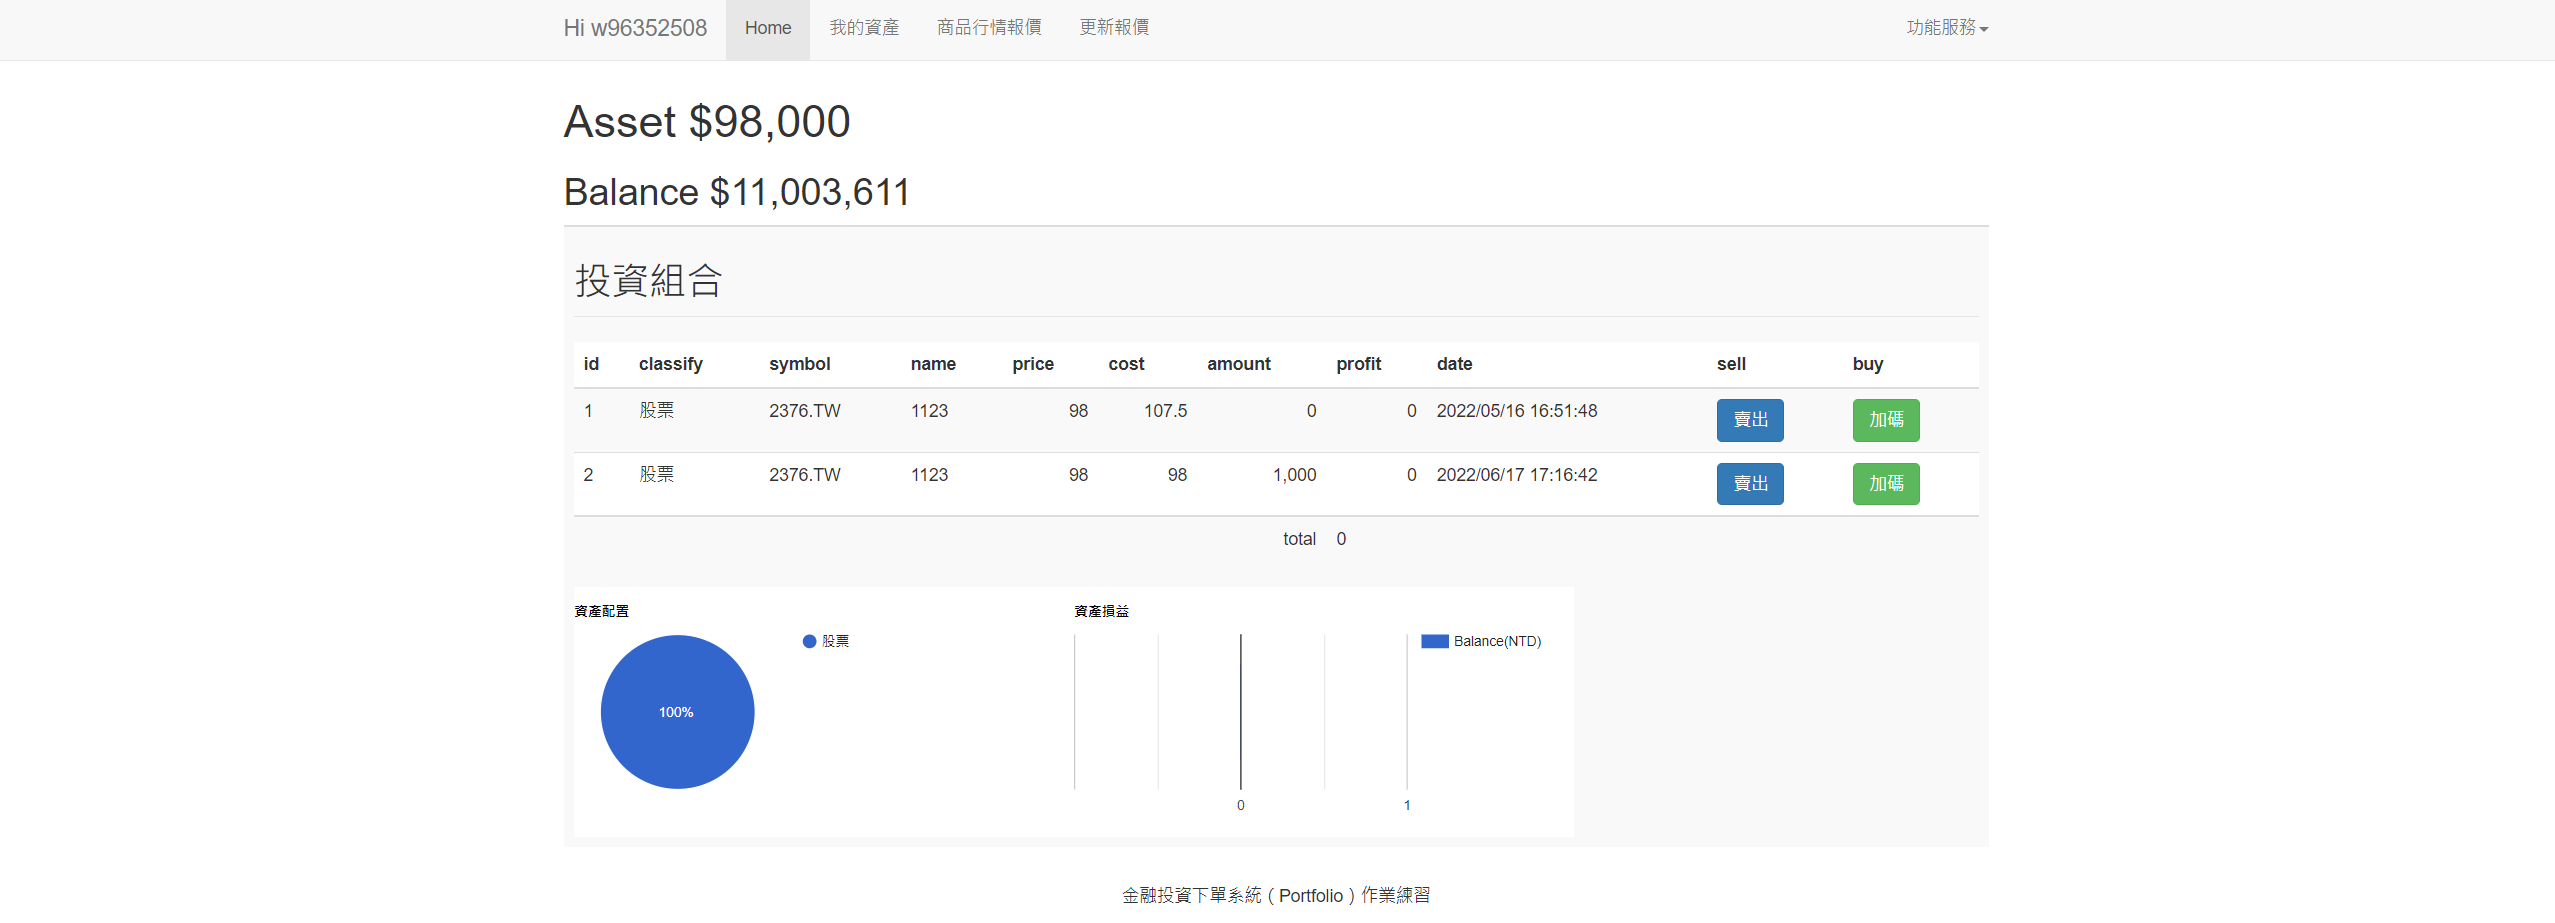 Hi w96352508 Home 我的資產 商品行情報價 更新報價 功能服務
Asset $98,000
Balance $11,003,611
投資組合
id classify symbol name price cost amount profit date sell buy
1 股票 2376.TW 1123 98 107.5 0 0 2022/05/16 16:51:48 賣出 加碼
2 股票 2376.TW 1123 98 98 1,000 0 2022/06/17 17:16:42 賣出 加碼
total 0
資產配置
股票
100%
資產損益
Balance(NTD)
0 1
金融投資下單系統 ( Portfolio ) 作業練習